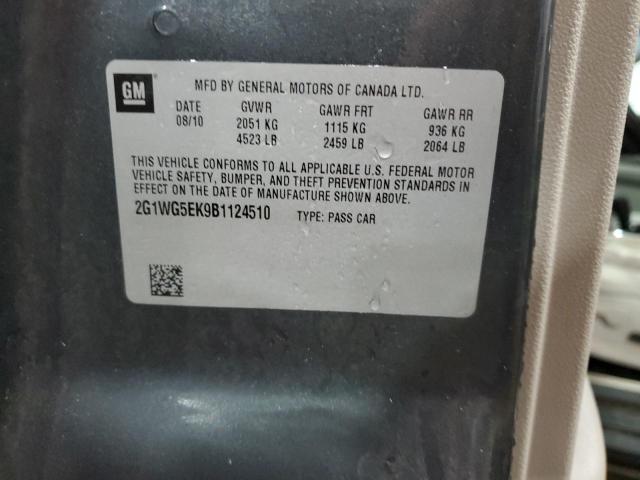 GM
MFD BY GENERAL MOTORS OF CANADA LTD.
DATE GVWR GAWR FRT GAWR RR
08/10 2051 KG 1115 KG 936 KG
4523 LB 2459 LB 2064 LB
THIS VEHICLE CONFORMS TO ALL APPLICABLE U.S. FEDERAL MOTOR
VEHICLE SAFETY, BUMPER, AND THEFT PREVENTION STANDARDS IN
EFFECT ON THE DATE OF MANUFACTURE SHOWN ABOVE.
2G1WG5EK9B1124510 TYPE: PASS CAR